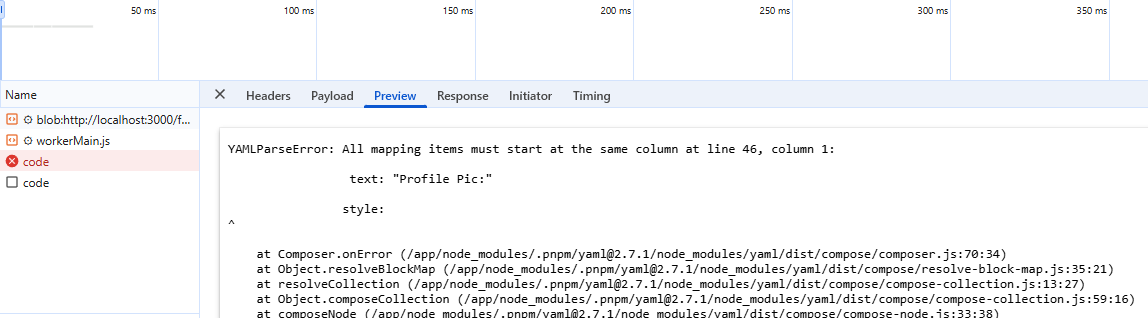 50 ms 100 ms 150 ms 200 ms 250 ms 300 ms 350 ms
Name
Headers Payload Preview Response Initiator Timing
blob:http://localhost:3000/f...
workerMain.js
code
code
YAMLParseError: All mapping items must start at the same column at line 46, column 1:
text: "Profile Pic:"
style:
^
at Composer.onError (/app/node_modules/.pnpm/yaml@2.7.1/node_modules/yaml/dist/compose/composer.js:70:34)
at Object.resolveBlockMap (/app/node_modules/.pnpm/yaml@2.7.1/node_modules/yaml/dist/compose/resolve-block-map.js:35:21)
at resolveCollection (/app/node_modules/.pnpm/yaml@2.7.1/node_modules/yaml/dist/compose/compose-collection.js:13:27)
at Object.composeCollection (/app/node_modules/.pnpm/yaml@2.7.1/node_modules/yaml/dist/compose/compose-collection.js:59:16)
at composeNode (/app/node_modules/.pnpm/yaml@2.7.1/node_modules/yaml/dist/compose/compose-node.js:33:38)